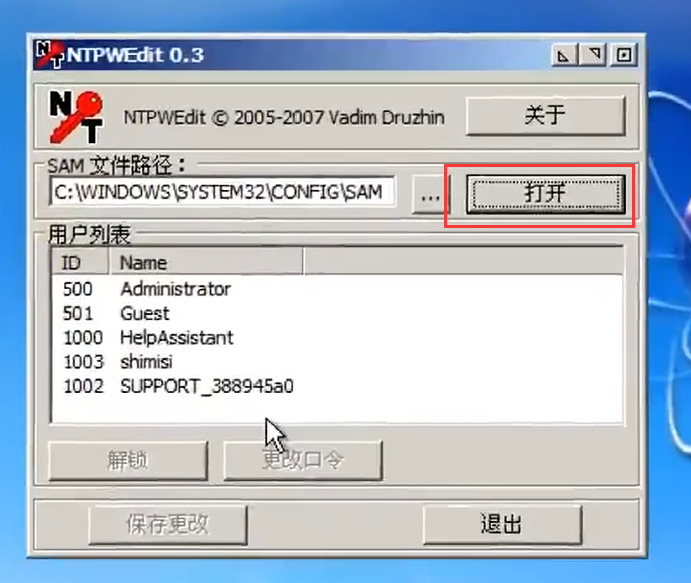 NTPWEdit 0.3
NT
NTPWEdit © 2005-2007 Vadim Druzhin
关于
SAM 文件路径：
C:\WINDOWS\SYSTEM32\CONFIG\SAM
...
打开
用户列表
ID Name
500 Administrator
501 Guest
1000 HelpAssistant
1003 shimisi
1002 SUPPORT_388945a0
解锁
更改口令
保存更改
退出